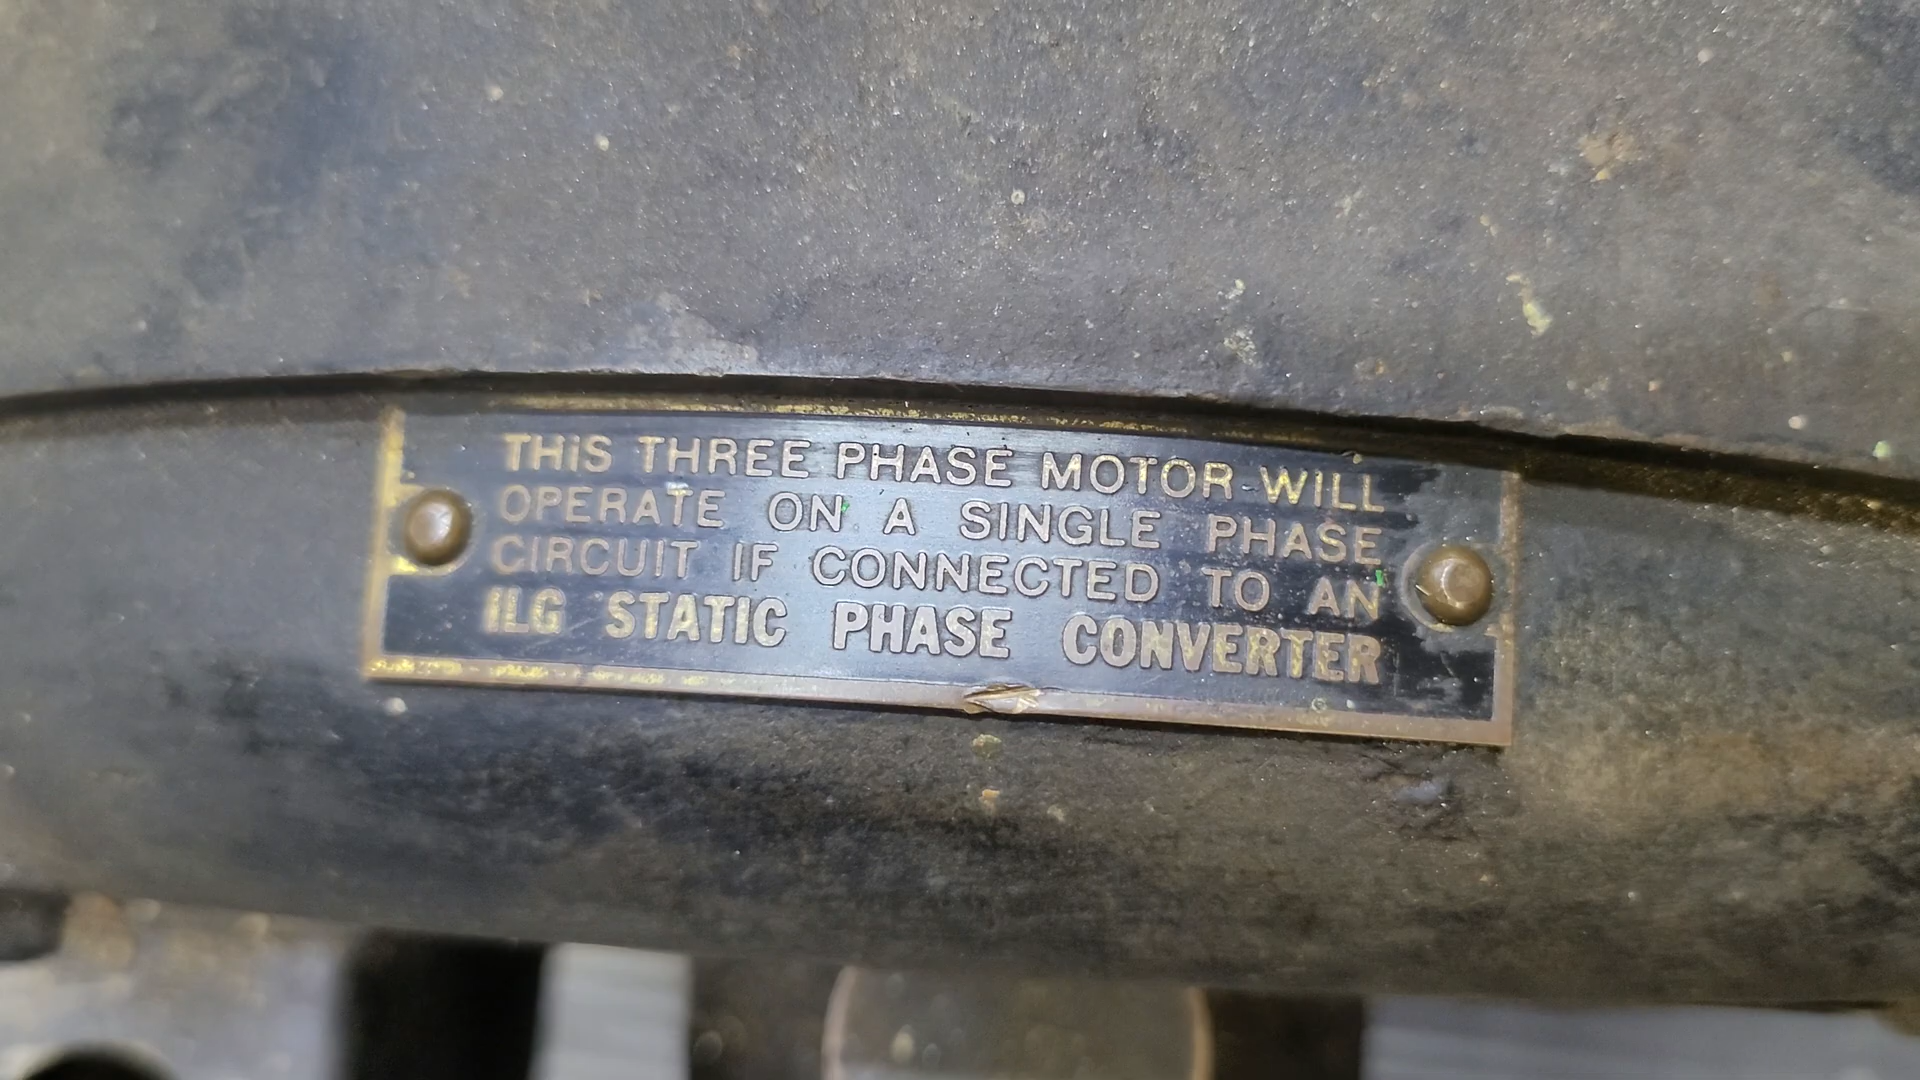 THIS THREE PHASE MOTOR WILL
OPERATE ON A SINGLE PHASE
CIRCUIT IF CONNECTED TO AN
ILG STATIC PHASE CONVERTER